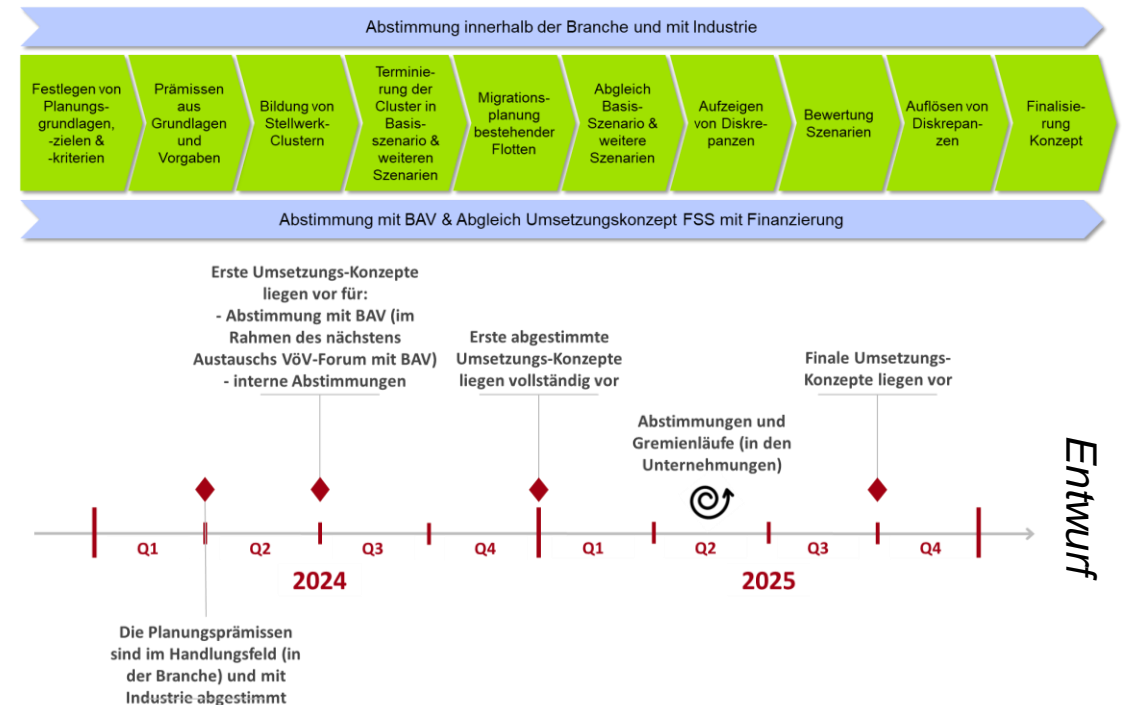 Abstimmung innerhalb der Branche und mit Industrie
Festlegen von
Planungs-
grundlagen,
-zielen &
-kriterien
Prämissen
aus
Grundlagen
und
Vorgaben
Bildung von
Stellwerk-
Clustern
Terminie-
rung der
Cluster in
Basis-
szenario &
weiteren
Szenarien
Migrations-
planung
bestehender
Flotten
Abgleich
Basis-
Szenario &
weitere
Szenarien
Aufzeigen
von Diskre-
panzen
Bewertung
Szenarien
Auflösen von
Diskrepan-
zen
Finalisie-
rung
Konzept
Abstimmung mit BAV & Abgleich Umsetzungskonzept FSS mit Finanzierung
Erste Umsetzungs-Konzepte
liegen vor für:
- Abstimmung mit BAV (im
Rahmen des nächstens
Austauschs VöV-Forum mit BAV)
- interne Abstimmungen
Erste abgestimmte
Umsetzungs-Konzepte
liegen vollständig vor
Abstimmungen und
Gremienläufe (in den
Unternehmungen)
Finale Umsetzungs-
Konzepte liegen vor
Entwurf
Q1
Q2
Q3
Q4
Q1
Q2
Q3
Q4
2024
2025
Die Planungsprämissen
sind im Handlungsfeld (in
der Branche) und mit
Industrie abgestimmt